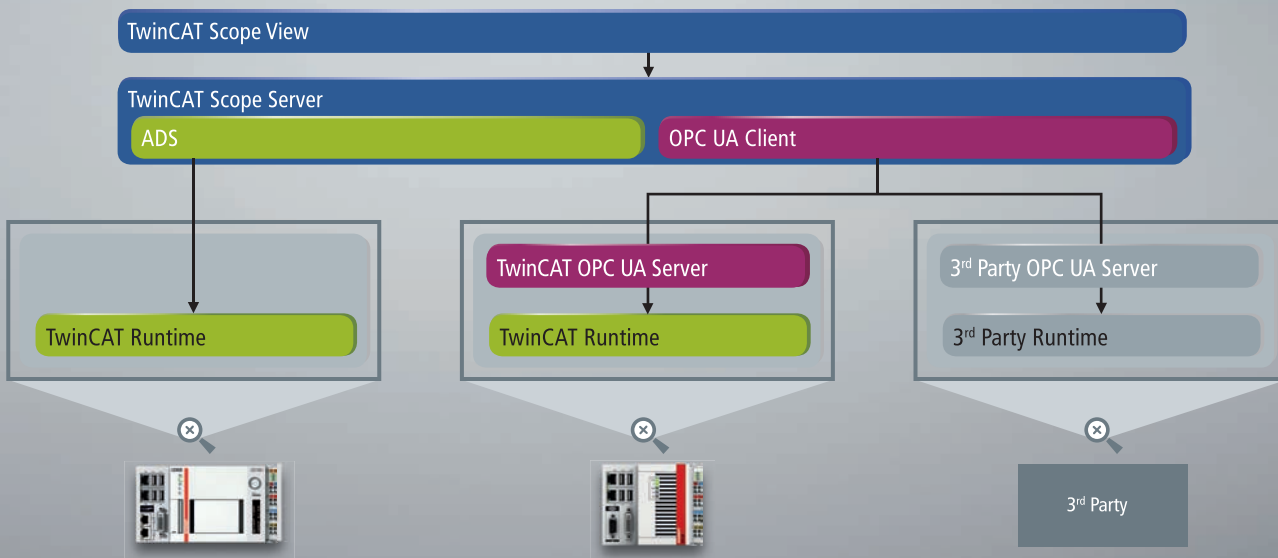 TwinCAT Scope View
TwinCAT Scope Server
ADS
OPC UA Client
TwinCAT OPC UA Server
3rd Party OPC UA Server
TwinCAT Runtime
TwinCAT Runtime
3rd Party Runtime
3rd Party